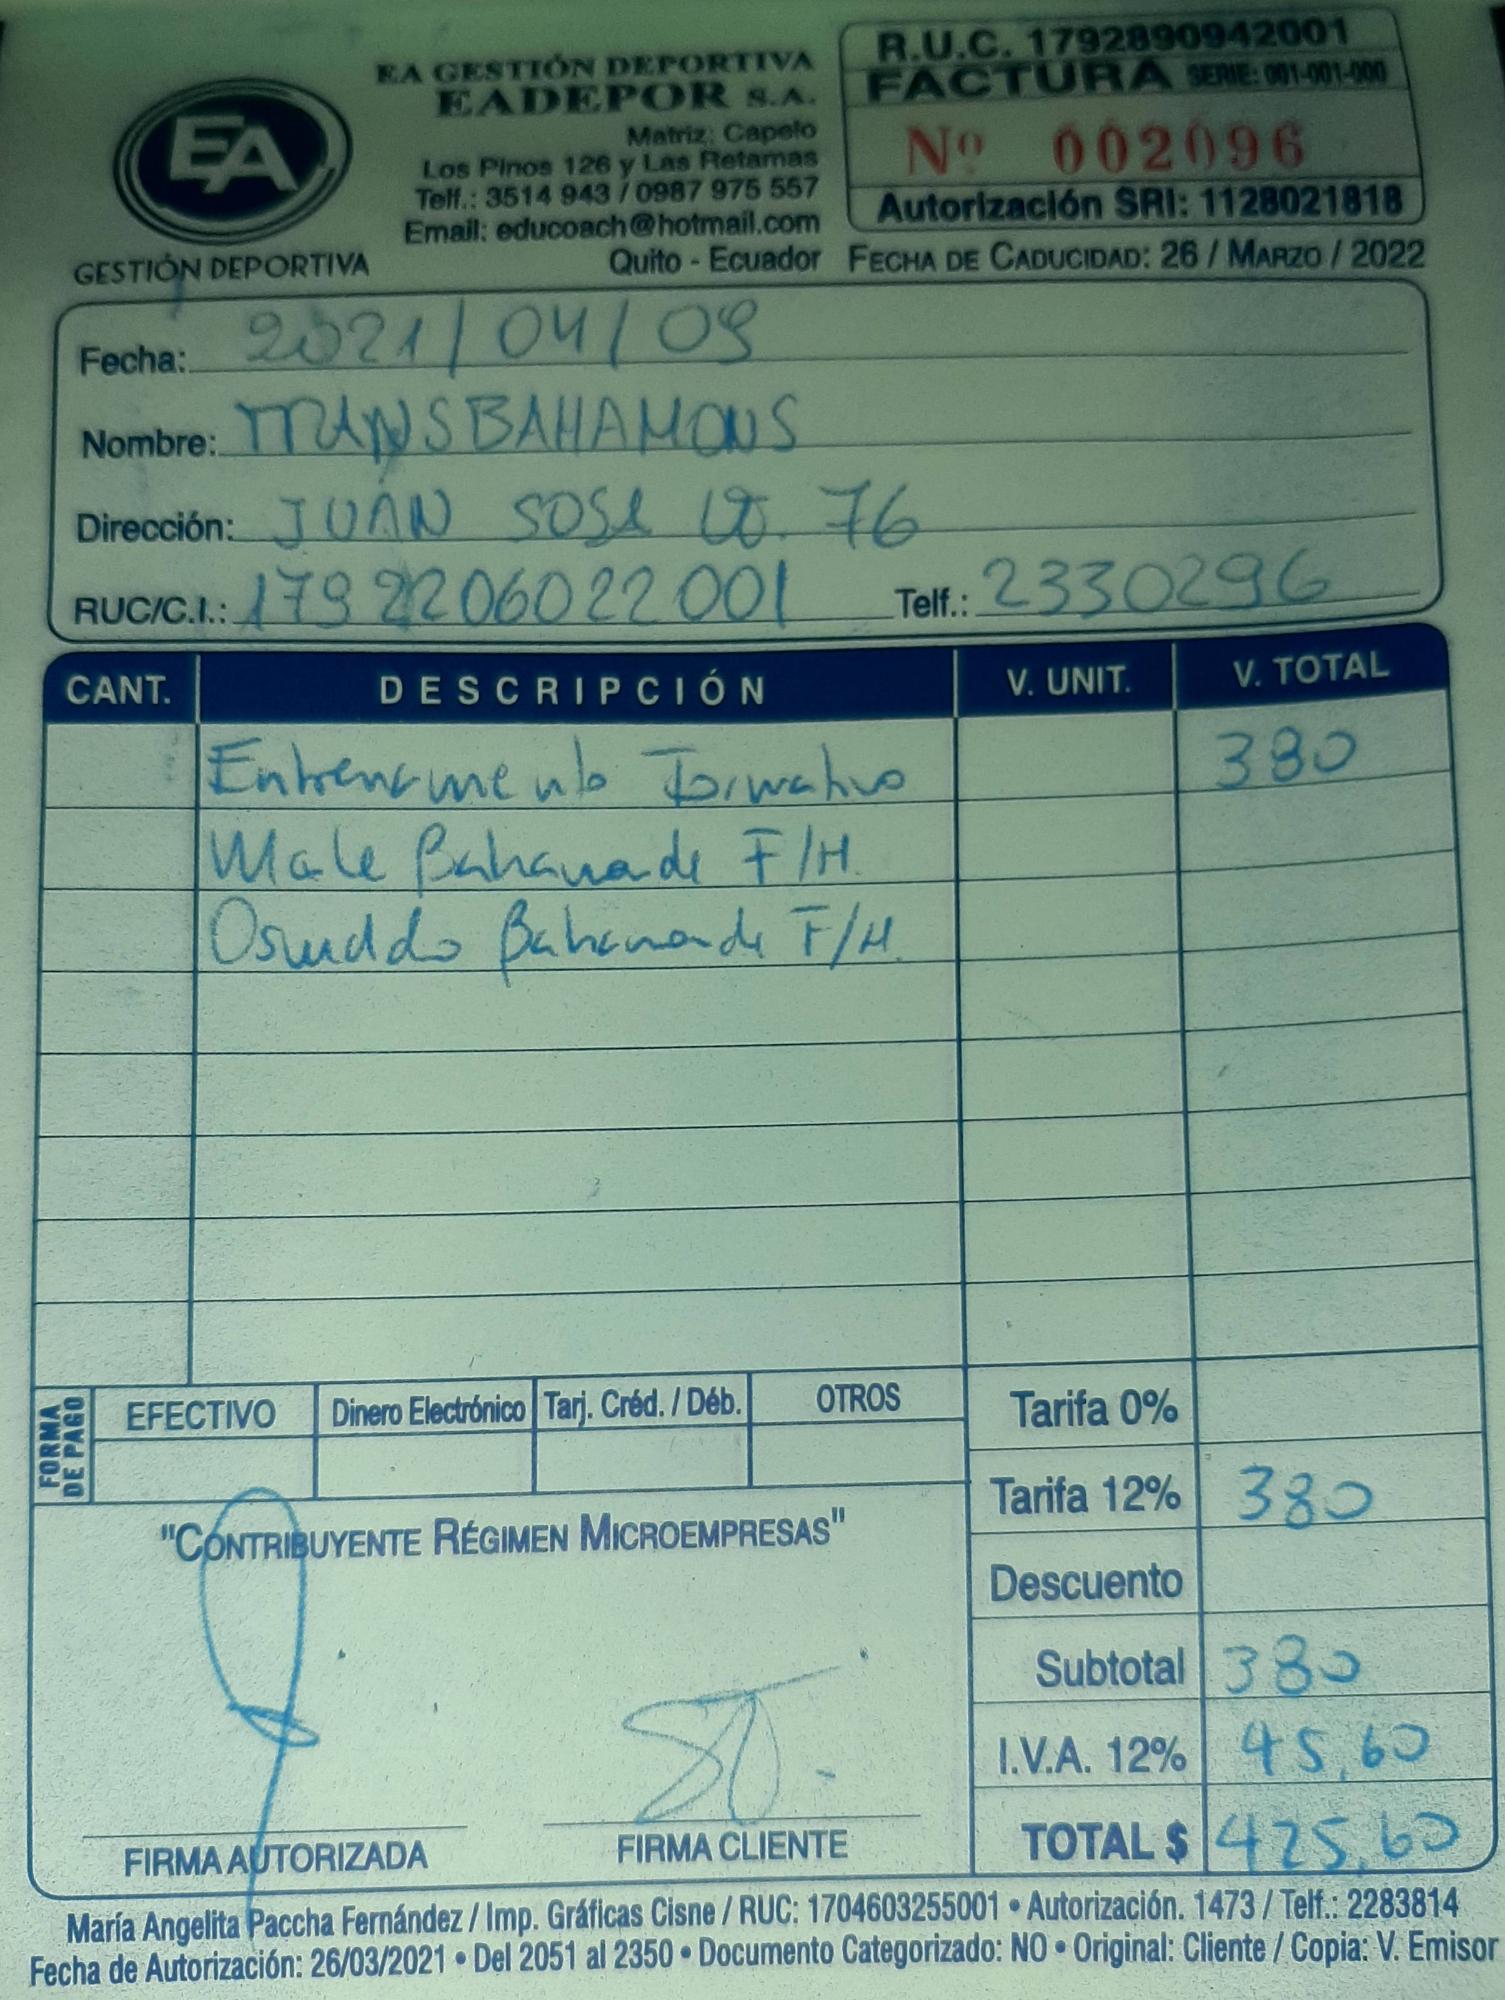 EA
GESTIÓN DEPORTIVA
EA GESTIÓN DEPORTIVA
EADEPOR S.A.
Matriz: Capelo
Los Pinos 126 y Las Retamas
Telf.: 3514 943 / 0987 975 557
Email: educoach@hotmail.com
Quito - Ecuador
R.U.C. 1792890942001
FACTURA SERIE: 001-001-000
Nº 002096
Autorización SRI: 1128021818
FECHA DE CADUCIDAD: 26 / MARZO / 2022
Fecha: 2021/04/09
Nombre: TRANSBAHAMONS
Dirección: JUAN SOSA 76
RUC/C.I.: 1792206022001 Telf.: 2330296
CANT. DESCRIPCIÓN V. UNIT. V. TOTAL
Entrenamiento Formativo 380
Male Bahamonde F/H.
Oswaldo Bahamonde F/H.
FORMA DE PAGO
EFECTIVO Dinero Electrónico Tarj. Créd. / Déb. OTROS
Tarifa 0%
Tarifa 12% 380
Descuento
Subtotal 380
I.V.A. 12% 45,60
TOTAL $ 425,60
"CONTRIBUYENTE RÉGIMEN MICROEMPRESAS"
FIRMA AUTORIZADA FIRMA CLIENTE
María Angelita Paccha Fernández / Imp. Gráficas Cisne / RUC: 1704603255001 • Autorización. 1473 / Telf.: 2283814
Fecha de Autorización: 26/03/2021 • Del 2051 al 2350 • Documento Categorizado: NO • Original: Cliente / Copia: V. Emisor